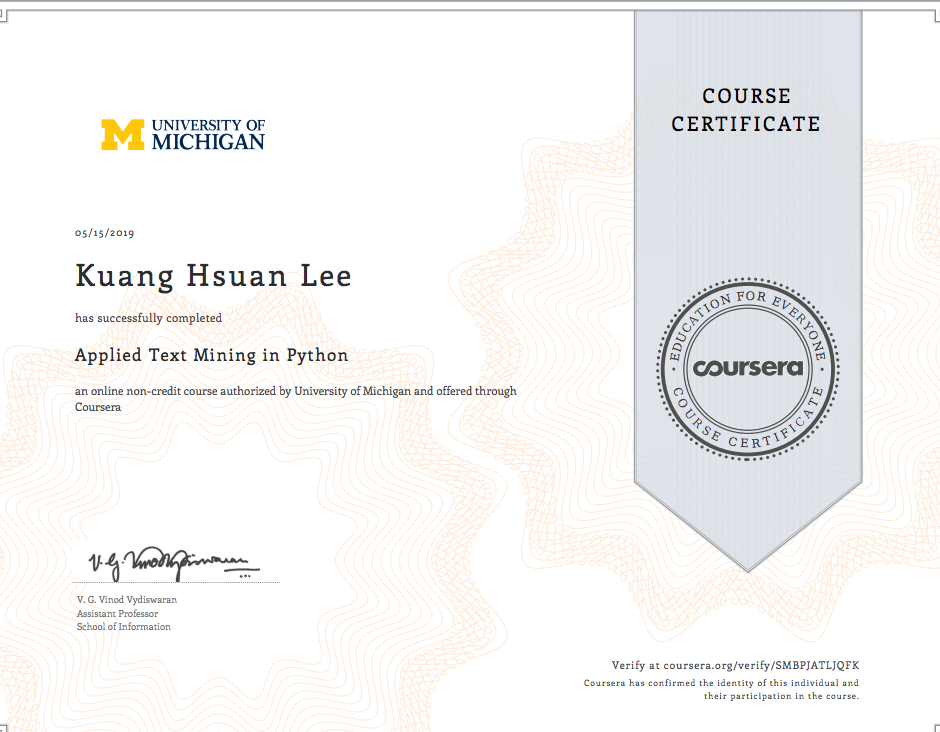 COURSE
CERTIFICATE
UNIVERSITY OF
MICHIGAN
05/15/2019
Kuang Hsuan Lee
has successfully completed
Applied Text Mining in Python
an online non-credit course authorized by University of Michigan and offered through
Coursera
EDUCATION FOR EVERYONE
coursera
COURSE CERTIFICATE
V. G. Vinod Vydiswaran
V. G. Vinod Vydiswaran
Assistant Professor
School of Information
Verify at coursera.org/verify/SMBPJATLJQFK
Coursera has confirmed the identity of this individual and
their participation in the course.